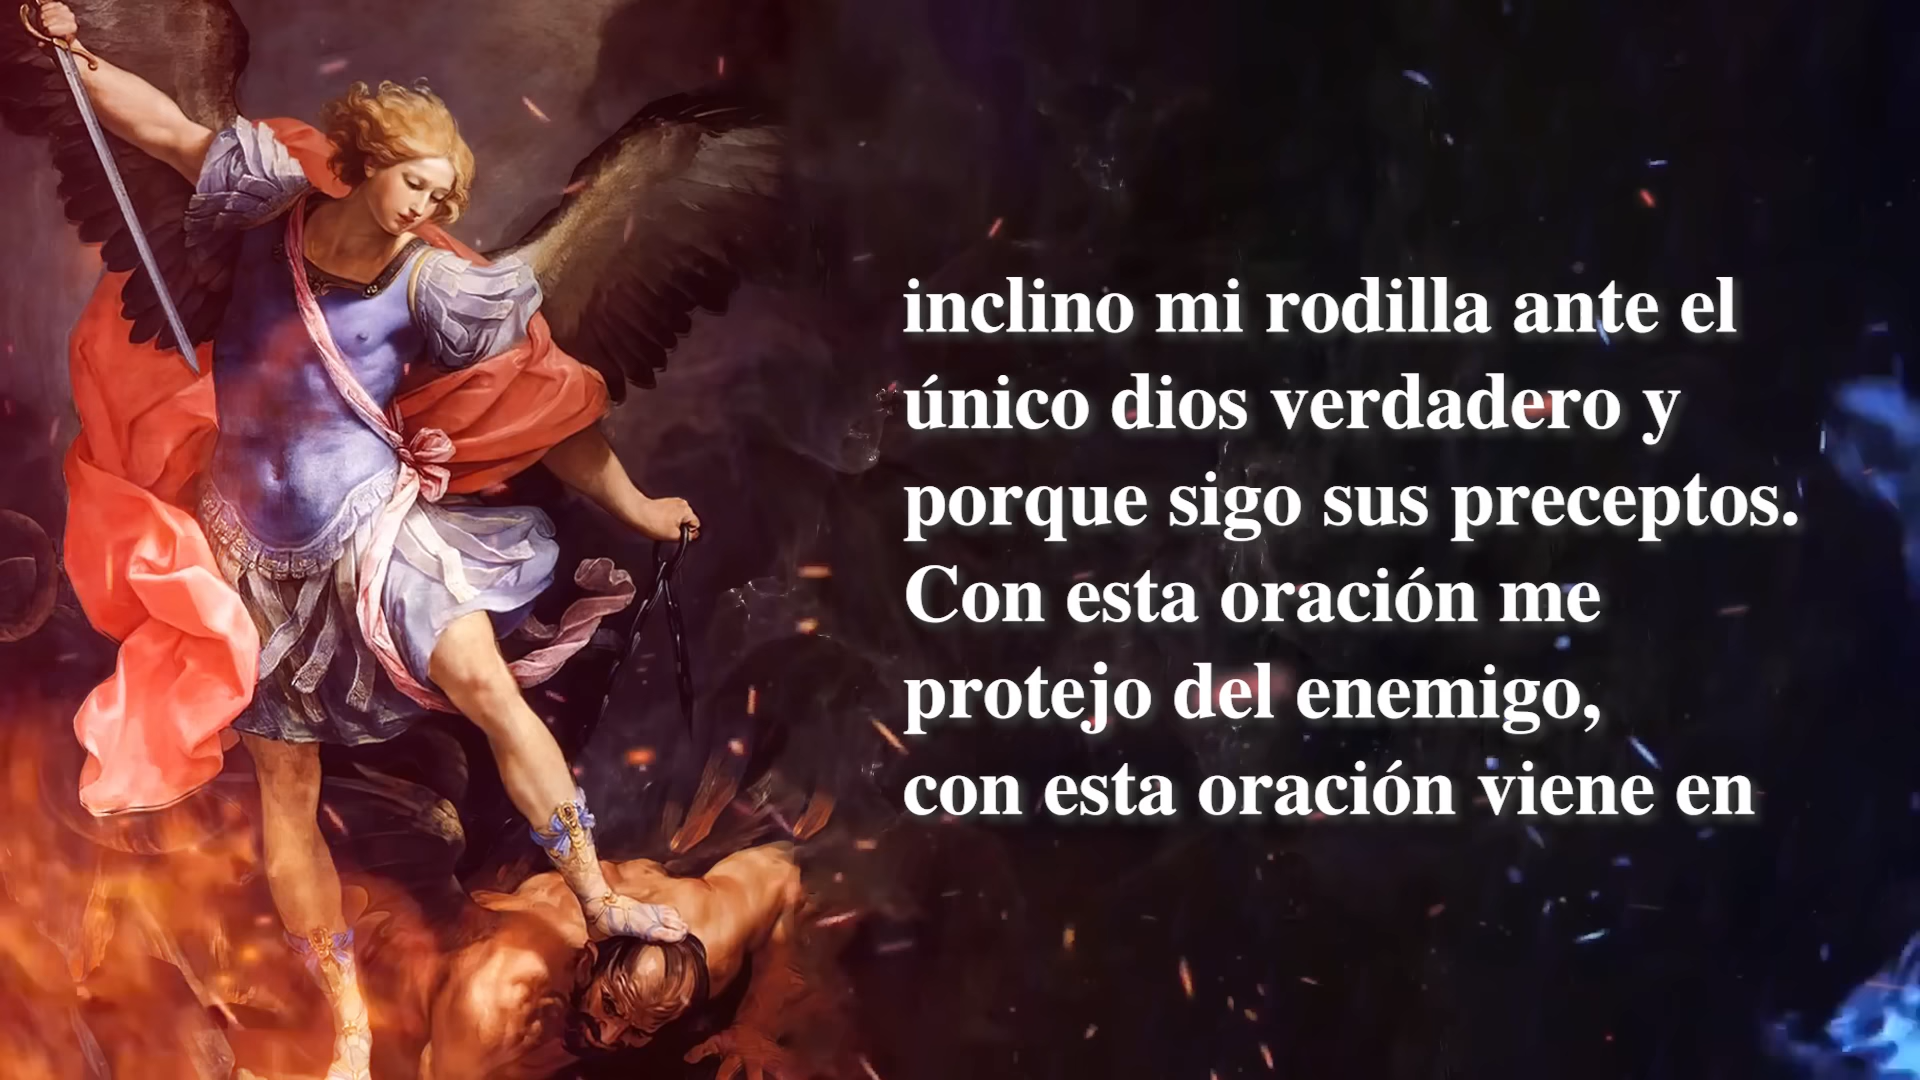 inclino mi rodilla ante el
único dios verdadero y
porque sigo sus preceptos.
Con esta oración me
protejo del enemigo,
con esta oración viene en